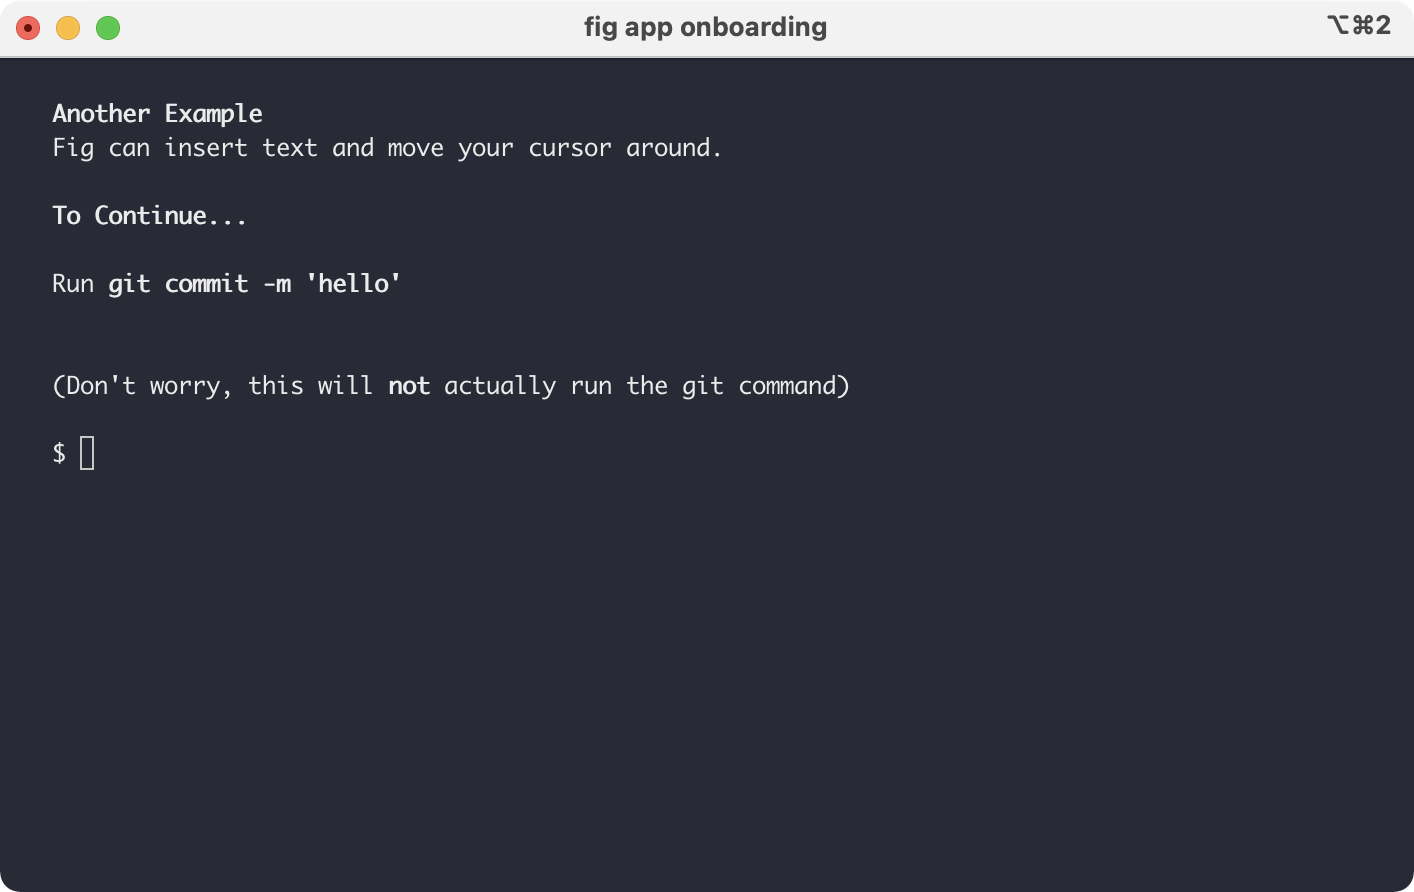 fig app onboarding
⌥⌘2
Another Example
Fig can insert text and move your cursor around.
To Continue...
Run git commit -m 'hello'
(Don't worry, this will not actually run the git command)
$